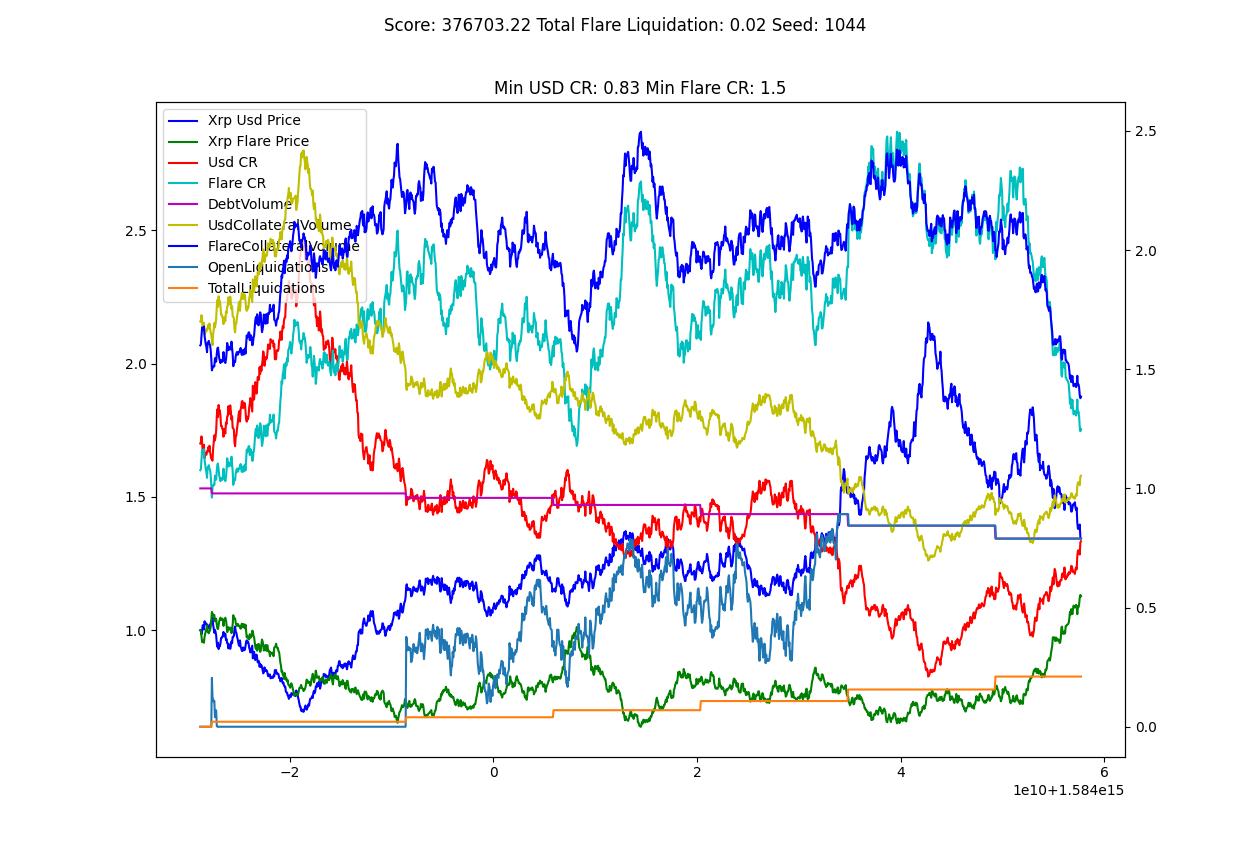 Score: 376703.22 Total Flare Liquidation: 0.02 Seed: 1044
Min USD CR: 0.83 Min Flare CR: 1.5
Xrp Usd Price
Xrp Flare Price
Usd CR
Flare CR
DebtVolume
UsdCollateralVolume
FlareCollateralVolume
OpenLiquidations
TotalLiquidations
2.5
2.0
1.5
1.0
2.5
2.0
1.5
1.0
0.5
0.0
−2
0
2
4
6
1e10+1.584e15